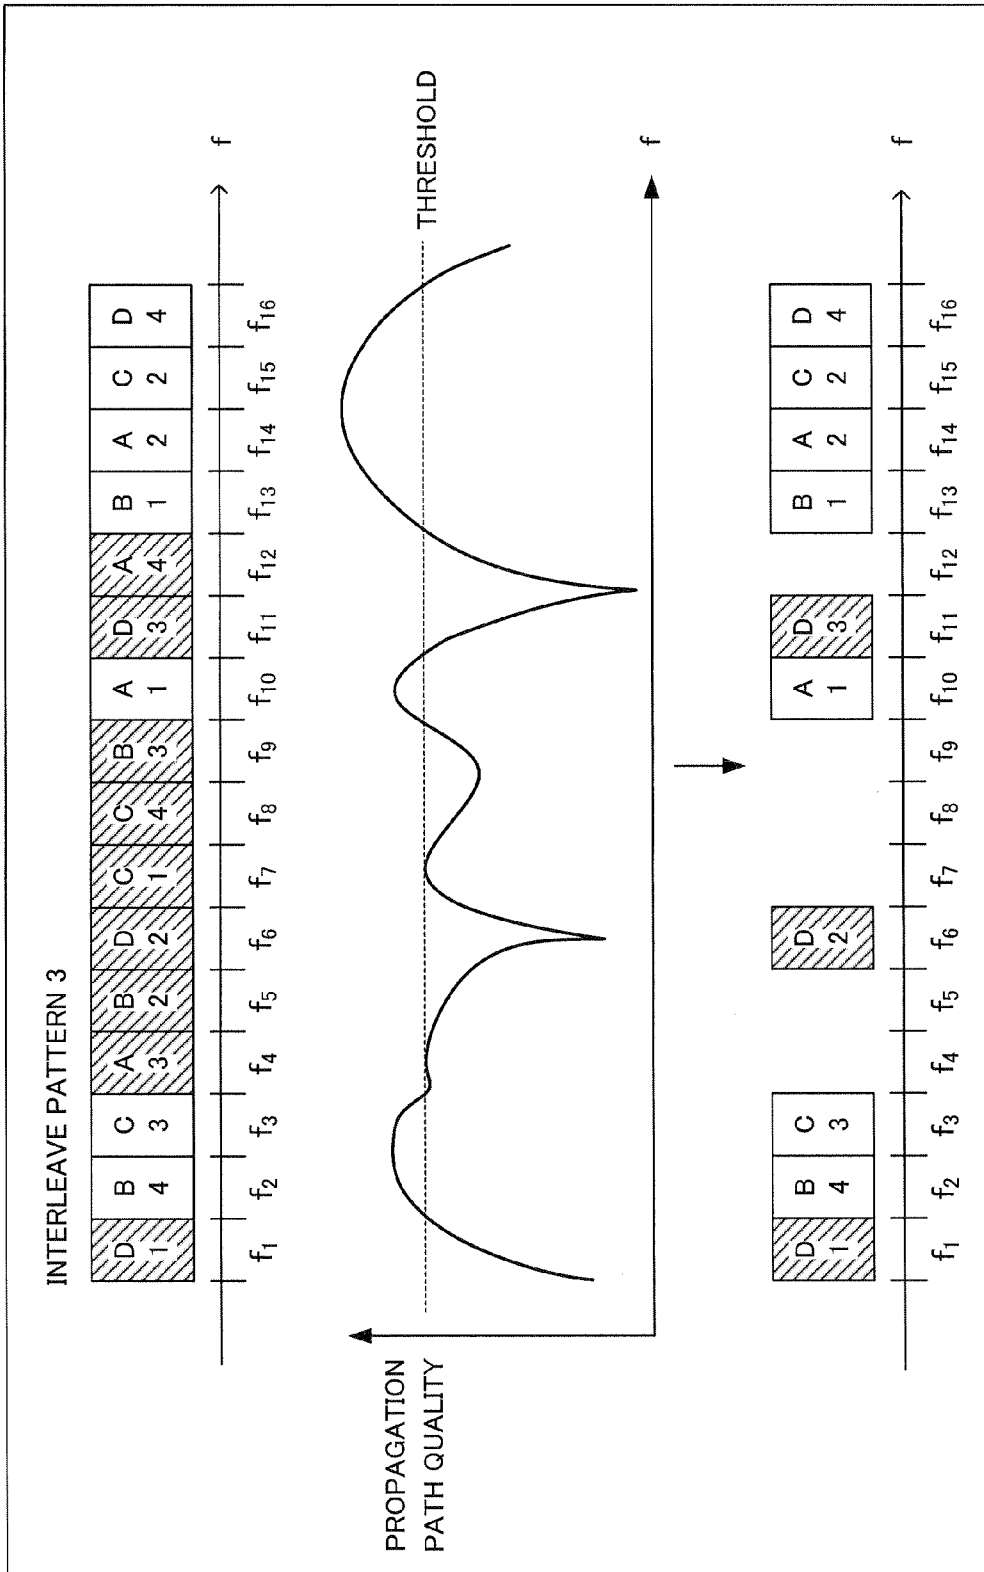 INTERLEAVE PATTERN 3
D B C A B D C C B A D A B A C D
1 4 3 3 2 2 1 4 3 1 3 4 1 2 2 4
f
f1 f2 f3 f4 f5 f6 f7 f8 f9 f10 f11 f12 f13 f14 f15 f16
PROPAGATION
PATH QUALITY
THRESHOLD
f
D B C D A D B A C D
1 4 3 2 1 3 1 2 2 4
f
f1 f2 f3 f4 f5 f6 f7 f8 f9 f10 f11 f12 f13 f14 f15 f16